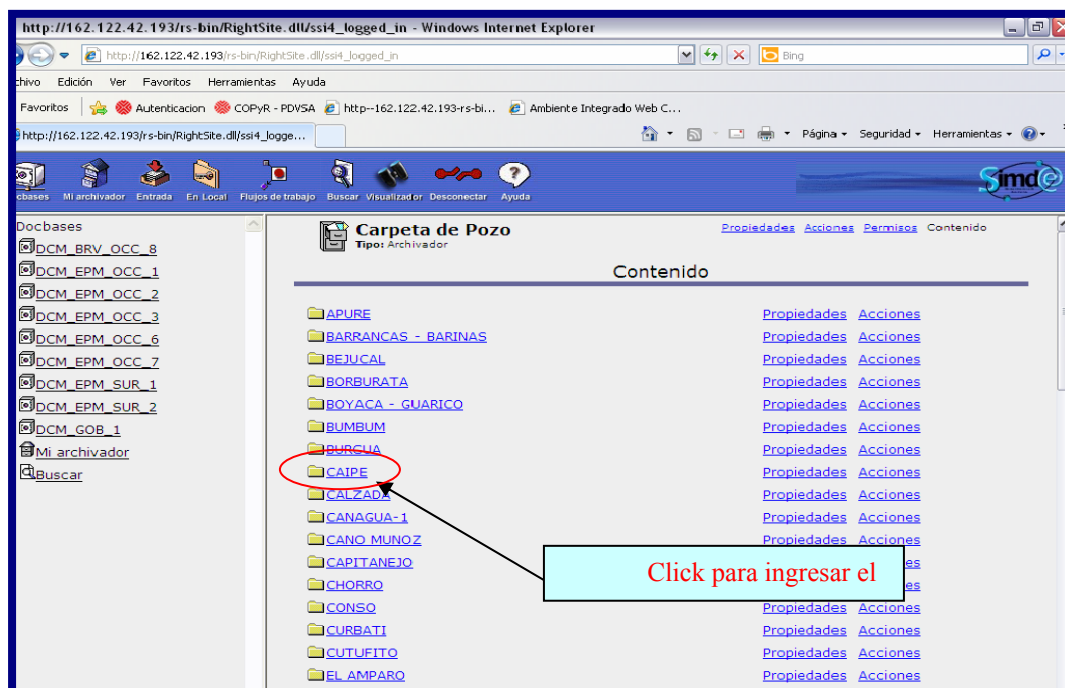 http://162.122.42.193/rs-bin/RightSite.dll/ssi4_logged_in - Windows Internet Explorer
http://162.122.42.193/rs-bin/RightSite.dll/ssi4_logged_in
Bing
chivo Edición Ver Favoritos Herramientas Ayuda
Favoritos Autenticacion COPyR - PDVSA http--162.122.42.193-rs-bi... Ambiente Integrado Web C...
http://162.122.42.193/rs-bin/RightSite.dll/ssi4_logge...
Página Seguridad Herramientas
cbases Mi archivador Entrada En Local Flujos de trabajo Buscar Visualizador Desconectar Ayuda
Simde
Docbases
DCM_BRV_OCC_8
DCM_EPM_OCC_1
DCM_EPM_OCC_2
DCM_EPM_OCC_3
DCM_EPM_OCC_6
DCM_EPM_OCC_7
DCM_EPM_SUR_1
DCM_EPM_SUR_2
DCM_GOB_1
Mi archivador
Buscar
Carpeta de Pozo
Tipo: Archivador
Propiedades Acciones Permisos Contenido
Contenido
APURE Propiedades Acciones
BARRANCAS - BARINAS Propiedades Acciones
BEJUCAL Propiedades Acciones
BORBURATA Propiedades Acciones
BOYACA - GUARICO Propiedades Acciones
BUMBUM Propiedades Acciones
BURGUA Propiedades Acciones
CAIPE Propiedades Acciones
CALZADA Propiedades Acciones
CANAGUA-1 Propiedades Acciones
CANO MUNOZ Propiedades Acciones
CAPITANEJO es
CHORRO es
CONSO Propiedades Acciones
CURBATI Propiedades Acciones
CUTUFITO Propiedades Acciones
EL AMPARO Propiedades Acciones
Click para ingresar el